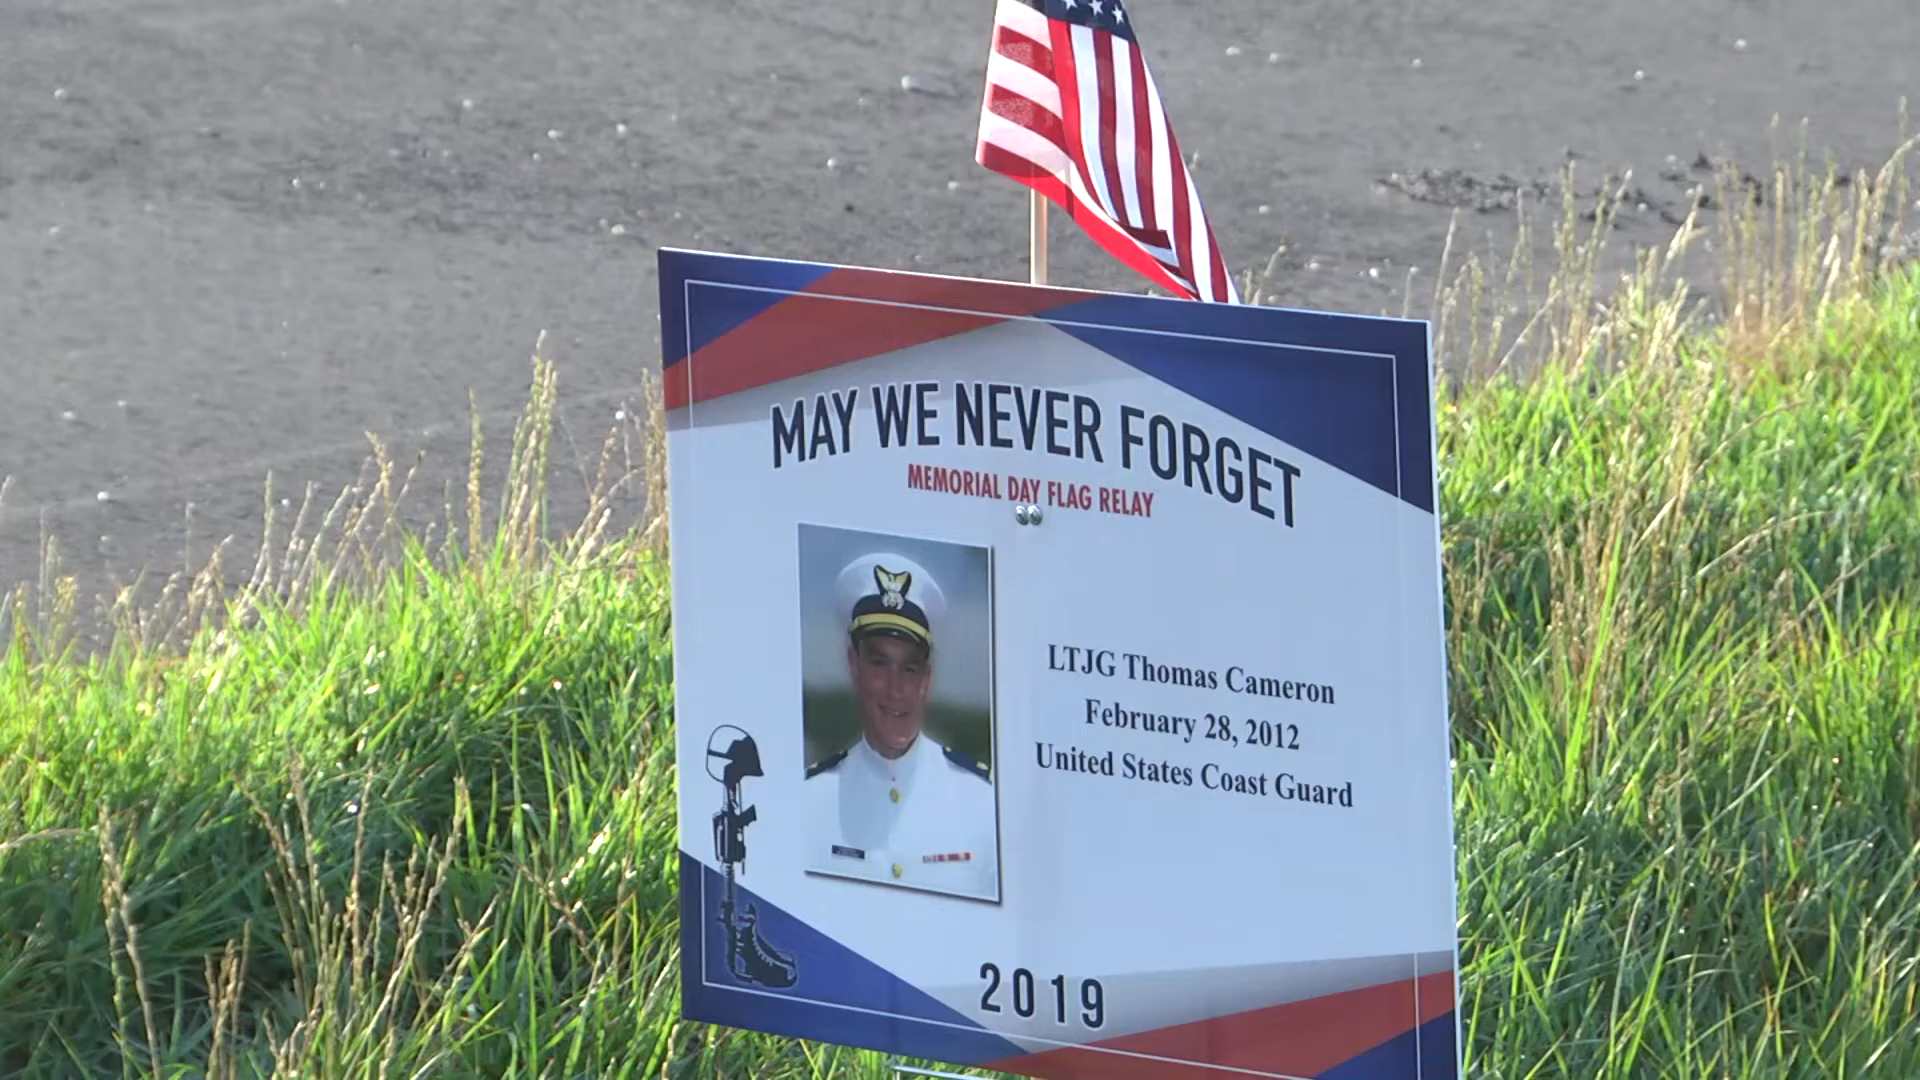 MAY WE NEVER FORGET
MEMORIAL DAY FLAG RELAY
LTJG Thomas Cameron
February 28, 2012
United States Coast Guard
2019